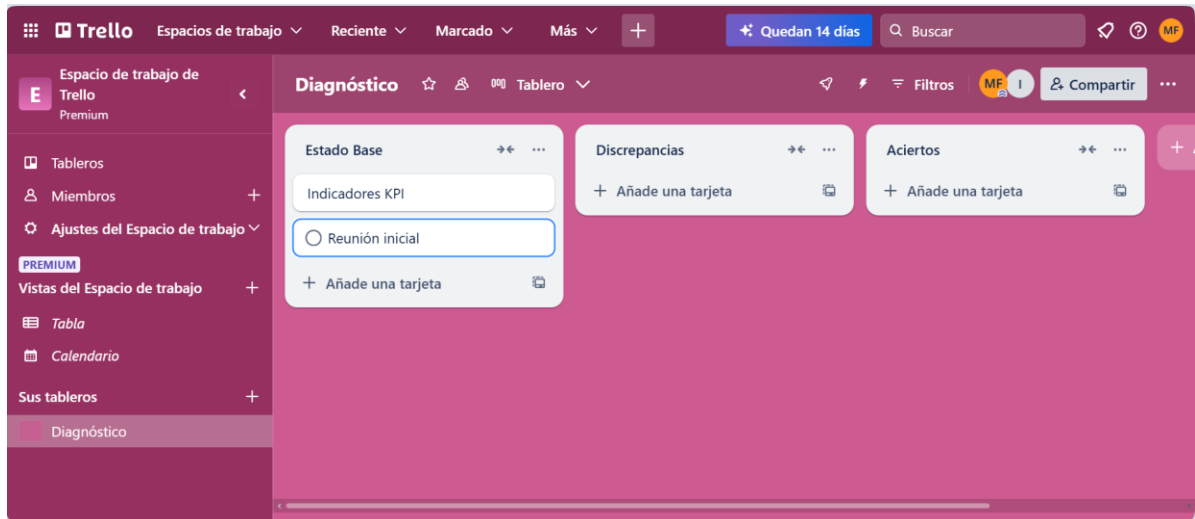 Trello Espacios de trabajo Reciente Marcado Más + Quedan 14 días Buscar MF
E Espacio de trabajo de Trello
Premium
Tableros
Miembros +
Ajustes del Espacio de trabajo
PREMIUM
Vistas del Espacio de trabajo +
Tabla
Calendario
Sus tableros +
Diagnóstico
Diagnóstico Tablero Filtros MF I Compartir ...
Estado Base ...
Indicadores KPI
Reunión inicial
+ Añade una tarjeta
Discrepancias ...
+ Añade una tarjeta
Aciertos ...
+ Añade una tarjeta
+